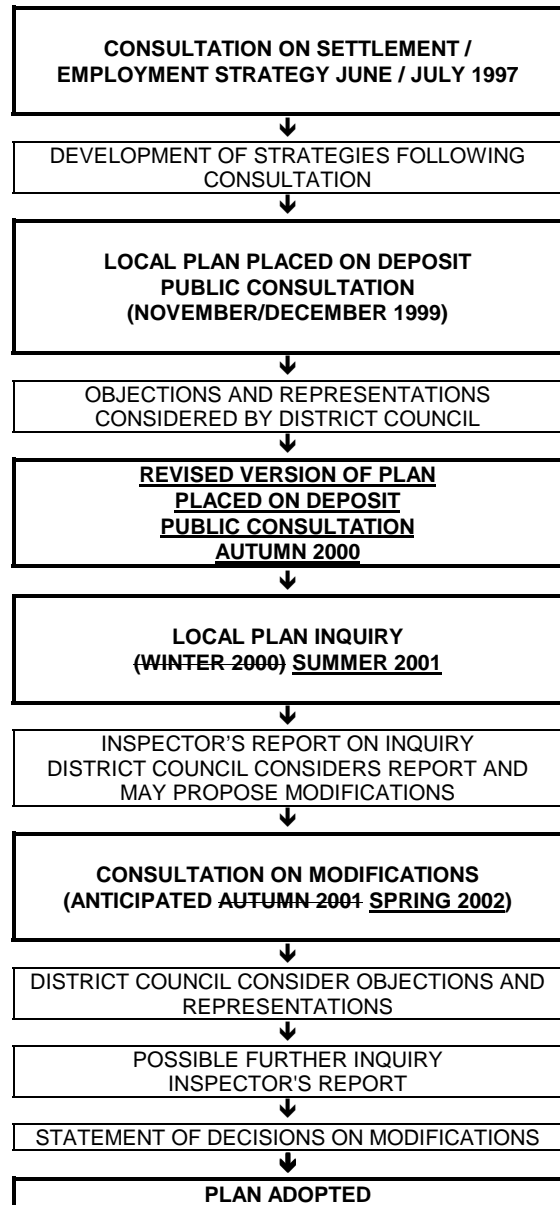 CONSULTATION ON SETTLEMENT /
EMPLOYMENT STRATEGY JUNE / JULY 1997
DEVELOPMENT OF STRATEGIES FOLLOWING
CONSULTATION
LOCAL PLAN PLACED ON DEPOSIT
PUBLIC CONSULTATION
(NOVEMBER/DECEMBER 1999)
OBJECTIONS AND REPRESENTATIONS
CONSIDERED BY DISTRICT COUNCIL
REVISED VERSION OF PLAN
PLACED ON DEPOSIT
PUBLIC CONSULTATION
AUTUMN 2000
LOCAL PLAN INQUIRY
(WINTER 2000) SUMMER 2001
INSPECTOR'S REPORT ON INQUIRY
DISTRICT COUNCIL CONSIDERS REPORT AND
MAY PROPOSE MODIFICATIONS
CONSULTATION ON MODIFICATIONS
(ANTICIPATED AUTUMN 2001 SPRING 2002)
DISTRICT COUNCIL CONSIDER OBJECTIONS AND
REPRESENTATIONS
POSSIBLE FURTHER INQUIRY
INSPECTOR'S REPORT
STATEMENT OF DECISIONS ON MODIFICATIONS
PLAN ADOPTED